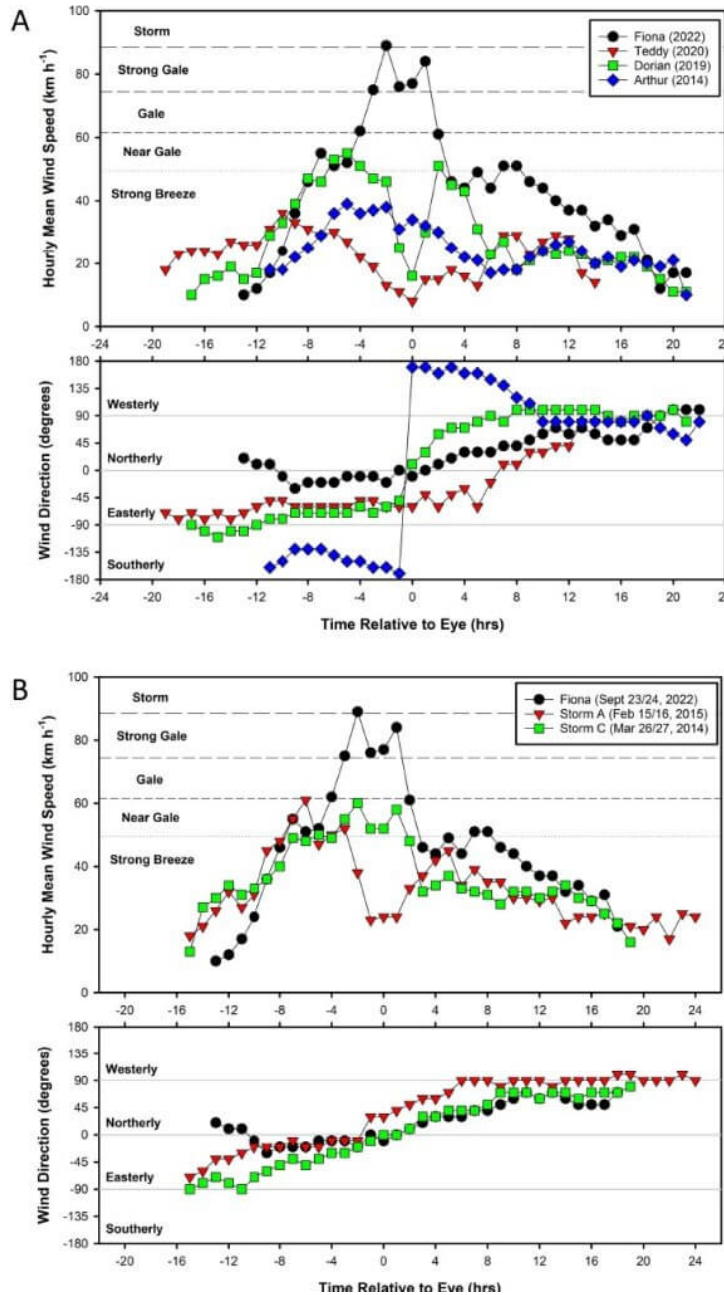 A
Hourly Mean Wind Speed (km h⁻¹)
100
80
60
40
20
0
Storm
Strong Gale
Gale
Near Gale
Strong Breeze
Fiona (2022)
Teddy (2020)
Dorian (2019)
Arthur (2014)
-24 -20 -16 -12 -8 -4 0 4 8 12 16 20 2
Wind Direction (degrees)
180
135
90
45
0
-45
-90
-135
-180
Westerly
Northerly
Easterly
Southerly
-24 -20 -16 -12 -8 -4 0 4 8 12 16 20 2
Time Relative to Eye (hrs)
B
Hourly Mean Wind Speed (km h⁻¹)
100
80
60
40
20
0
Storm
Strong Gale
Gale
Near Gale
Strong Breeze
Fiona (Sept 23/24, 2022)
Storm A (Feb 15/16, 2015)
Storm C (Mar 26/27, 2014)
-20 -16 -12 -8 -4 0 4 8 12 16 20 24
Wind Direction (degrees)
180
135
90
45
0
-45
-90
-135
-180
Westerly
Northerly
Easterly
Southerly
-20 -16 -12 -8 -4 0 4 8 12 16 20 24
Time Relative to Eye (hrs)